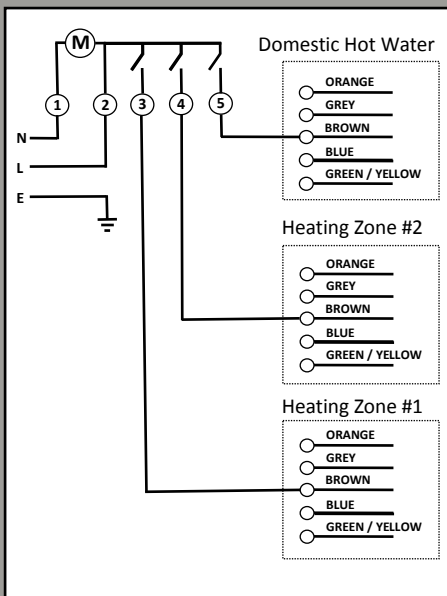 M
1 2 3 4 5
N
L
E
Domestic Hot Water
ORANGE
GREY
BROWN
BLUE
GREEN / YELLOW
Heating Zone #2
ORANGE
GREY
BROWN
BLUE
GREEN / YELLOW
Heating Zone #1
ORANGE
GREY
BROWN
BLUE
GREEN / YELLOW